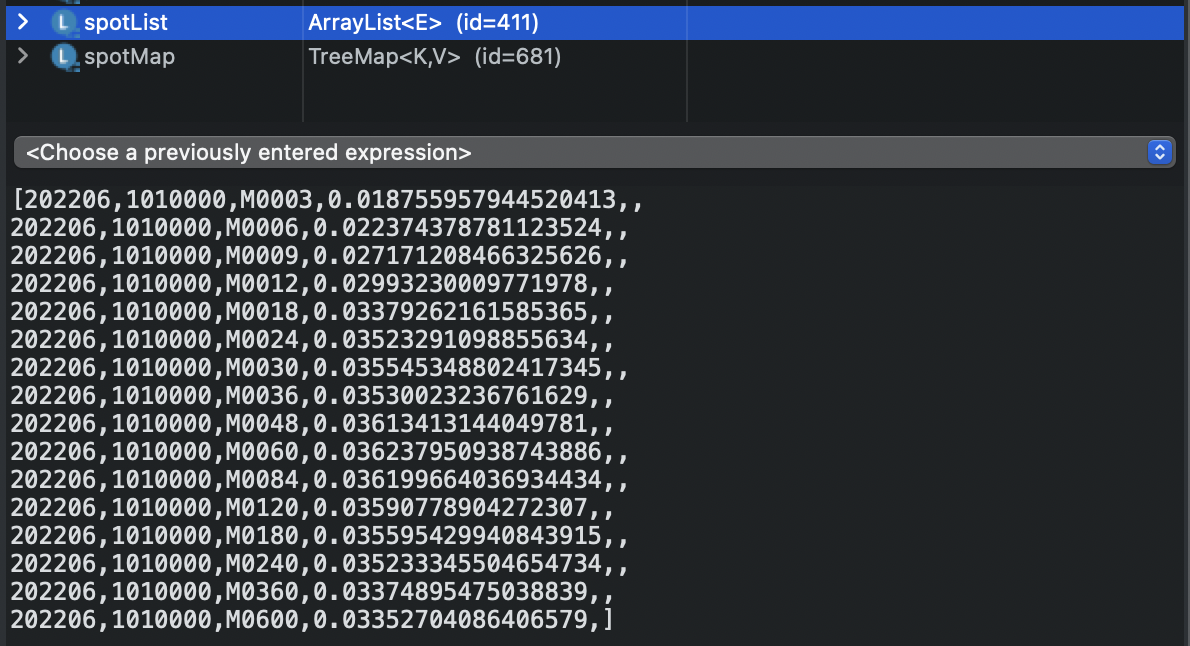 spotList ArrayList<E> (id=411)
spotMap TreeMap<K,V> (id=681)
<Choose a previously entered expression>
[202206,1010000,M0003,0.018755957944520413,,
202206,1010000,M0006,0.022374378781123524,,
202206,1010000,M0009,0.027171208466325626,,
202206,1010000,M0012,0.02993230009771978,,
202206,1010000,M0018,0.03379262161585365,,
202206,1010000,M0024,0.03523291098855634,,
202206,1010000,M0030,0.035545348802417345,,
202206,1010000,M0036,0.03530023236761629,,
202206,1010000,M0048,0.03613413144049781,,
202206,1010000,M0060,0.036237950938743886,,
202206,1010000,M0084,0.036199664036934434,,
202206,1010000,M0120,0.03590778904272307,,
202206,1010000,M0180,0.035595429940843915,,
202206,1010000,M0240,0.035233345504654734,,
202206,1010000,M0360,0.03374895475038839,,
202206,1010000,M0600,0.03352704086406579,]